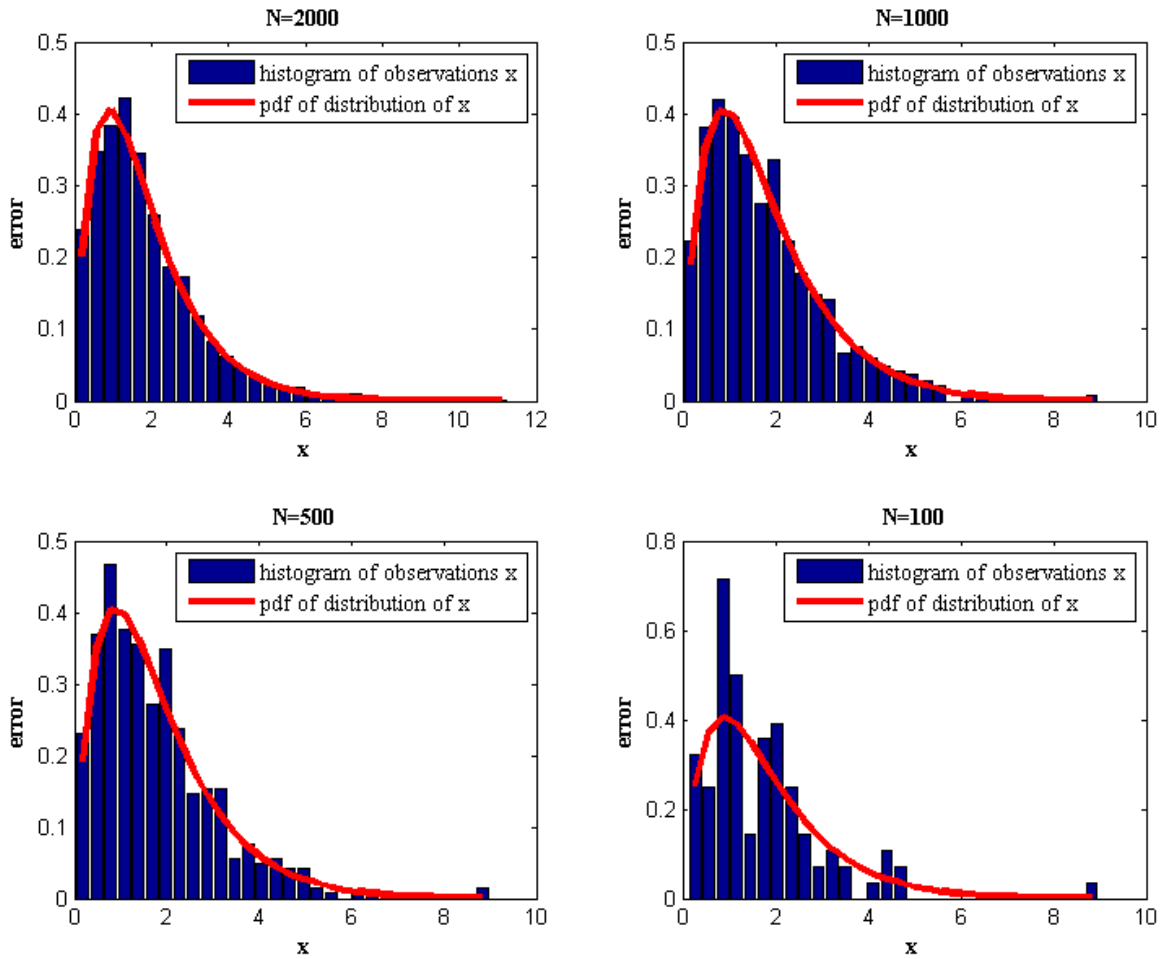 N=2000
0.5
0.4
0.3
0.2
0.1
0
error
histogram of observations x
pdf of distribution of x
0 2 4 6 8 10 12
x
N=1000
0.5
0.4
0.3
0.2
0.1
0
error
histogram of observations x
pdf of distribution of x
0 2 4 6 8 10
x
N=500
0.5
0.4
0.3
0.2
0.1
0
error
histogram of observations x
pdf of distribution of x
0 2 4 6 8 10
x
N=100
0.8
0.6
0.4
0.2
0
error
histogram of observations x
pdf of distribution of x
0 2 4 6 8 10
x